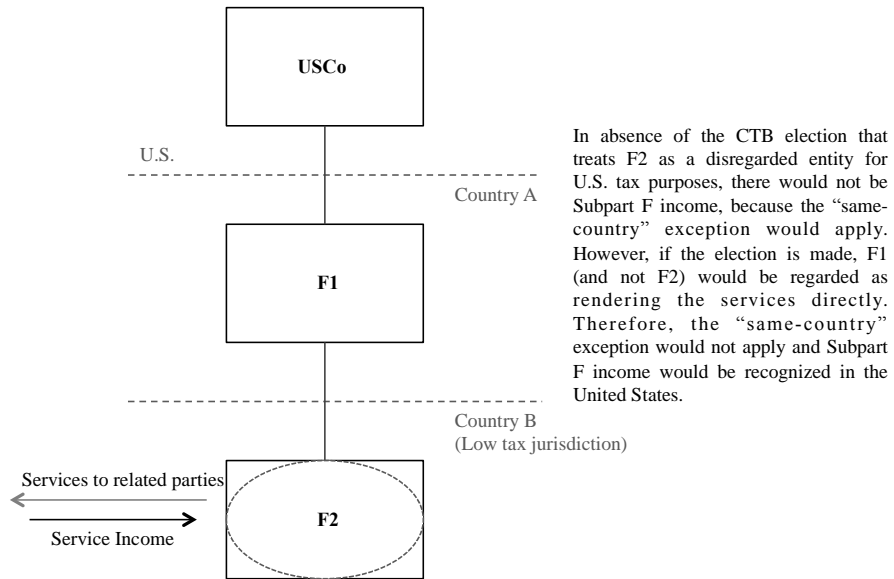 USCo
U.S.
Country A
F1
Country B
(Low tax jurisdiction)
Services to related parties
F2
Service Income
In absence of the CTB election that
treats F2 as a disregarded entity for
U.S. tax purposes, there would not be
Subpart F income, because the “same-
country” exception would apply.
However, if the election is made, F1
(and not F2) would be regarded as
rendering the services directly.
Therefore, the “same-country”
exception would not apply and Subpart
F income would be recognized in the
United States.